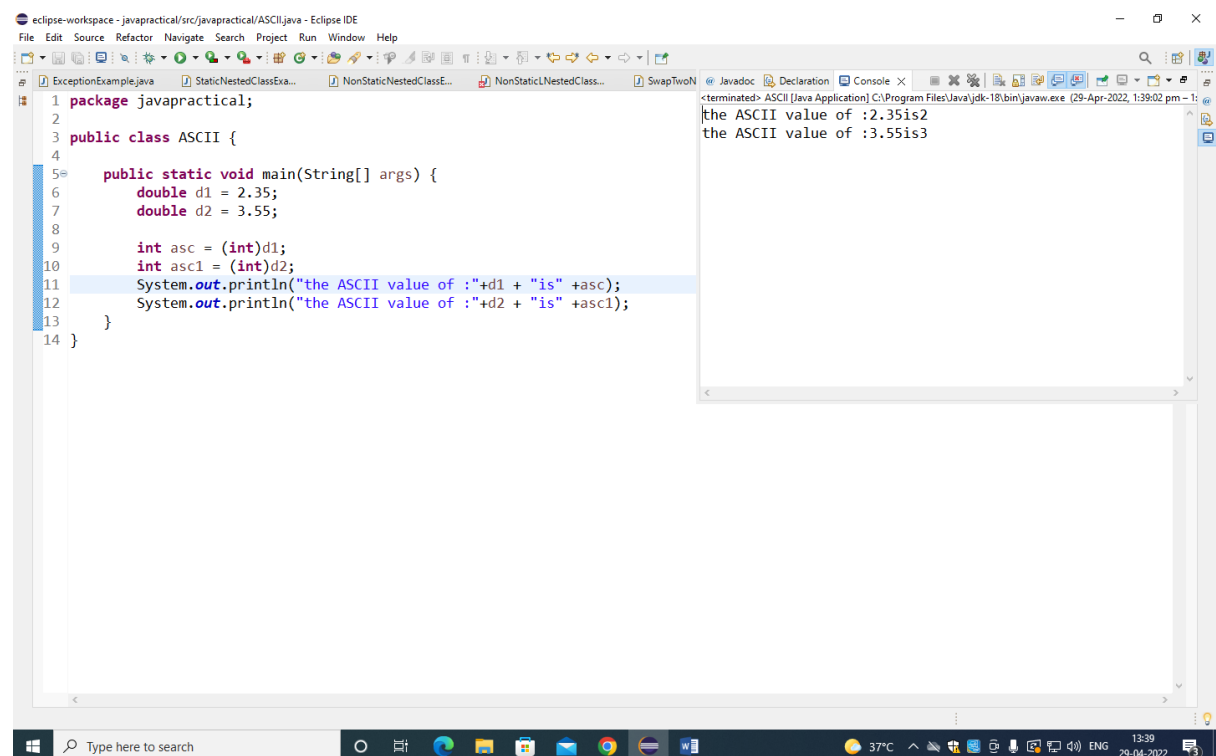 eclipse-workspace - javapractical/src/javapractical/ASCII.java - Eclipse IDE
File Edit Source Refactor Navigate Search Project Run Window Help
ExceptionExample.java StaticNestedClassExa... NonStaticNestedClassE... NonStaticLNestedClass... SwapTwoN
Javadoc Declaration Console
<terminated> ASCII [Java Application] C:\Program Files\Java\jdk-18\bin\javaw.exe (29-Apr-2022, 1:39:02 pm – 1:
the ASCII value of :2.35is2
the ASCII value of :3.55is3
1 package javapractical;
2
3 public class ASCII {
4
5 public static void main(String[] args) {
6 double d1 = 2.35;
7 double d2 = 3.55;
8
9 int asc = (int)d1;
10 int asc1 = (int)d2;
11 System.out.println("the ASCII value of :"+d1 + "is" +asc);
12 System.out.println("the ASCII value of :"+d2 + "is" +asc1);
13 }
14 }
Type here to search
37°C ENG
13:39
29-04-2022
3